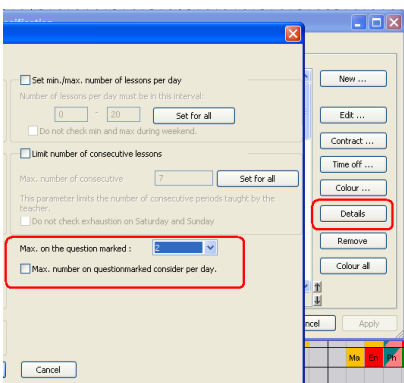 Set min./max. number of lessons per day
Number of lessons per day must be in this interval:
0 - 20 Set for all
Do not check min and max during weekend.
Limit number of consecutive lessons
Max. number of consecutive 7 Set for all
This parameter limits the number of consecutive periods taught by the
teacher.
Do not check exhaustion on Saturday and Sunday
Max. on the question marked : 2
Max. number on questionmarked consider per day.
Cancel
New ...
Edit ...
Contract ...
Time off ...
Colour ...
Details
Remove
Colour all
ncel Apply
Ma En Ph